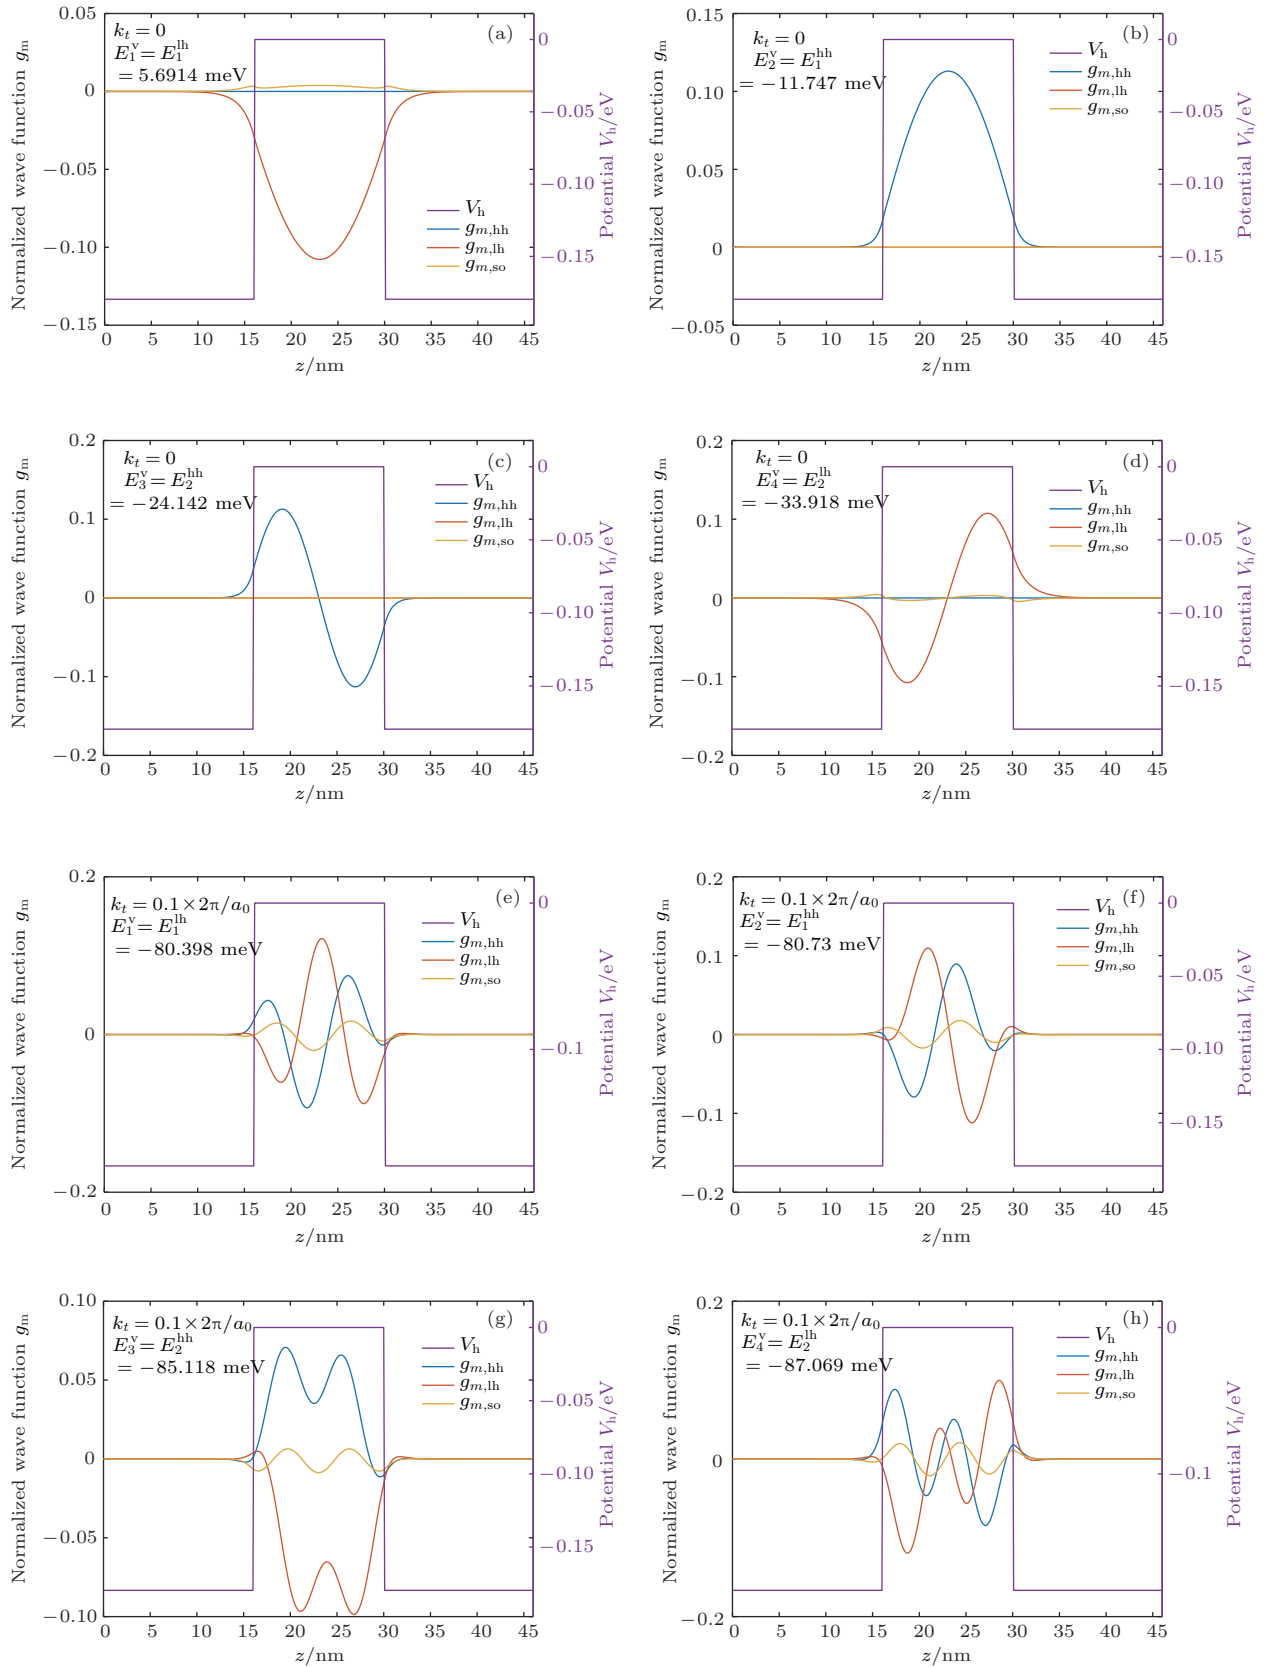 (a)
k_t = 0
E_1^v = E_1^lh
= 5.6914 meV
V_h
g_m,hh
g_m,lh
g_m,so
0.05
0
−0.05
−0.10
−0.15
0 5 10 15 20 25 30 35 40 45
z/nm
Normalized wave function g_m
0
−0.05
−0.10
−0.15
Potential V_h/eV
(b)
k_t = 0
E_2^v = E_1^hh
= −11.747 meV
V_h
g_m,hh
g_m,lh
g_m,so
0.15
0.10
0.05
0
−0.05
0 5 10 15 20 25 30 35 40 45
z/nm
Normalized wave function g_m
0
−0.05
−0.10
−0.15
Potential V_h/eV
(c)
k_t = 0
E_3^v = E_2^hh
= −24.142 meV
V_h
g_m,hh
g_m,lh
g_m,so
0.2
0.1
0
−0.1
−0.2
0 5 10 15 20 25 30 35 40 45
z/nm
Normalized wave function g_m
0
−0.05
−0.10
−0.15
Potential V_h/eV
(d)
k_t = 0
E_4^v = E_2^lh
= −33.918 meV
V_h
g_m,hh
g_m,lh
g_m,so
0.2
0.1
0
−0.1
−0.2
0 5 10 15 20 25 30 35 40 45
z/nm
Normalized wave function g_m
0
−0.05
−0.10
−0.15
Potential V_h/eV
(e)
k_t = 0.1×2π/a_0
E_1^v = E_1^lh
= −80.398 meV
V_h
g_m,hh
g_m,lh
g_m,so
0.2
0.1
0
−0.1
−0.2
0 5 10 15 20 25 30 35 40 45
z/nm
Normalized wave function g_m
0
−0.1
Potential V_h/eV
(f)
k_t = 0.1×2π/a_0
E_2^v = E_1^hh
= −80.73 meV
V_h
g_m,hh
g_m,lh
g_m,so
0.2
0.1
0
−0.1
−0.2
0 5 10 15 20 25 30 35 40 45
z/nm
Normalized wave function g_m
0
−0.05
−0.10
−0.15
Potential V_h/eV
(g)
k_t = 0.1×2π/a_0
E_3^v = E_2^hh
= −85.118 meV
V_h
g_m,hh
g_m,lh
g_m,so
0.10
0.05
0
−0.05
−0.10
0 5 10 15 20 25 30 35 40 45
z/nm
Normalized wave function g_m
0
−0.05
−0.10
−0.15
Potential V_h/eV
(h)
k_t = 0.1×2π/a_0
E_4^v = E_2^lh
= −87.069 meV
V_h
g_m,hh
g_m,lh
g_m,so
0.2
0.1
0
−0.1
−0.2
0 5 10 15 20 25 30 35 40 45
z/nm
Normalized wave function g_m
0
−0.1
Potential V_h/eV